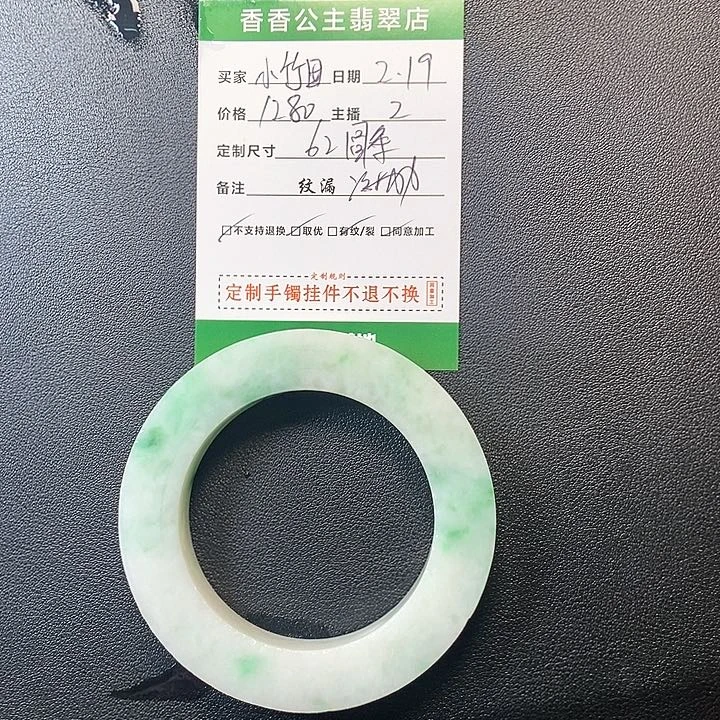 香香公主翡翠店
买家 小竹 日期 2.19
价格 1280 主播 2
定制尺寸 62圆条
备注 纹漏
不支持退换 取优 有纹/裂 同意加工
定制规则
定制手镯挂件不退不换